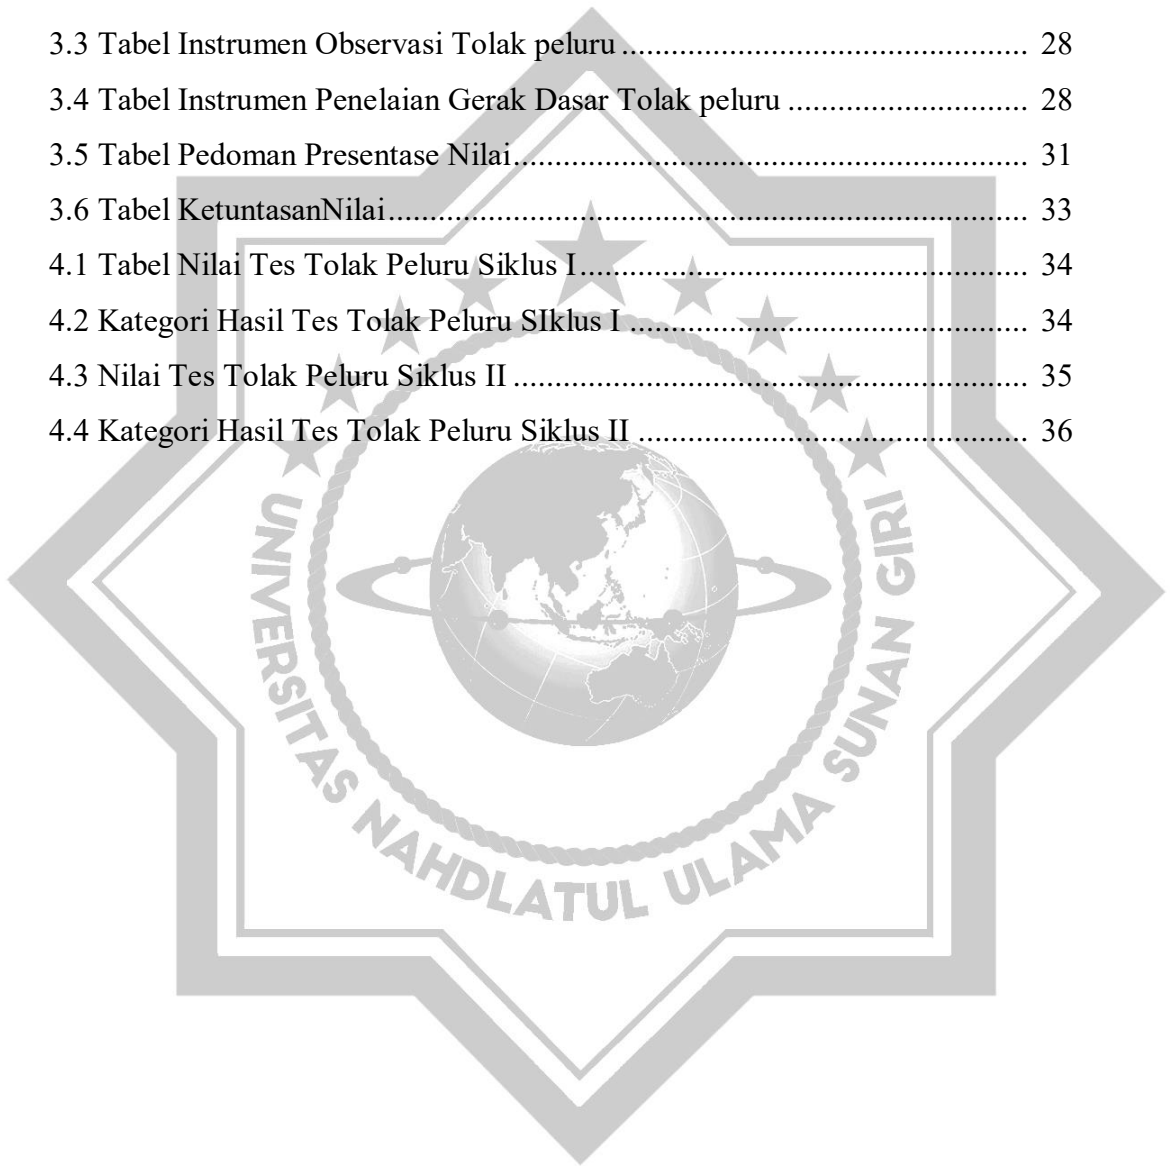 3.3 Tabel Instrumen Observasi Tolak peluru ......................................... 28
3.4 Tabel Instrumen Penelaian Gerak Dasar Tolak peluru ........................ 28
3.5 Tabel Pedoman Presentase Nilai.................................................... 31
3.6 Tabel KetuntasanNilai................................................................ 33
4.1 Tabel Nilai Tes Tolak Peluru Siklus I............................................. 34
4.2 Kategori Hasil Tes Tolak Peluru SIklus I ........................................ 34
4.3 Nilai Tes Tolak Peluru Siklus II .................................................... 35
4.4 Kategori Hasil Tes Tolak Peluru Siklus II ....................................... 36
UNIVERSITAS NAHDLATUL ULAMA SUNAN GIRI